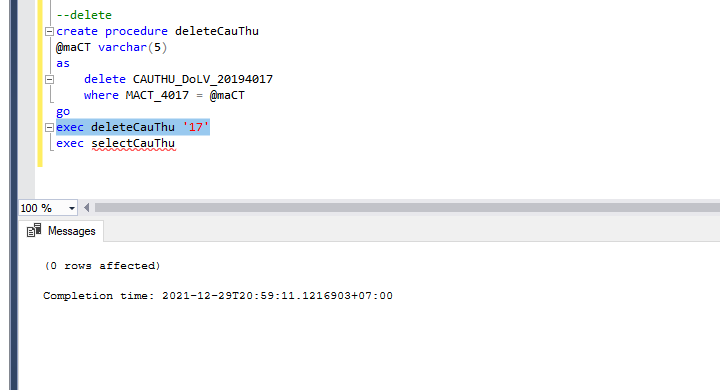 --delete
create procedure deleteCauThu
@maCT varchar(5)
as
delete CAUTHU_DoLV_20194017
where MACT_4017 = @maCT
go
exec deleteCauThu '17'
exec selectCauThu
100 %
Messages
(0 rows affected)
Completion time: 2021-12-29T20:59:11.1216903+07:00